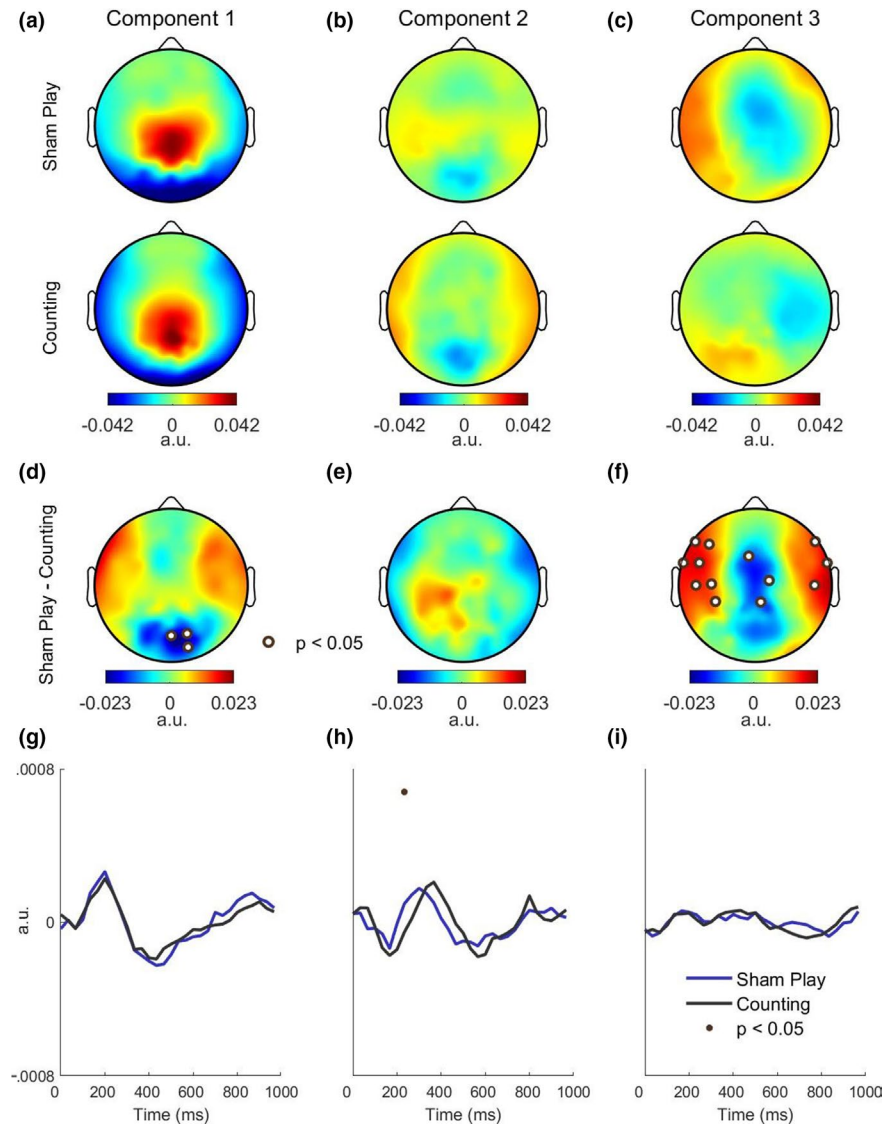 (a) Component 1 (b) Component 2 (c) Component 3
Sham Play
Counting
-0.042 0 0.042 -0.042 0 0.042 -0.042 0 0.042
a.u. a.u. a.u.
(d) (e) (f)
Sham Play - Counting
p < 0.05
-0.023 0 0.023 -0.023 0 0.023 -0.023 0 0.023
a.u. a.u. a.u.
(g) (h) (i)
.0008
a.u.
0
Sham Play
Counting
p < 0.05
-.0008
0 200 400 600 800 1000 0 200 400 600 800 1000 0 200 400 600 800 1000
Time (ms) Time (ms) Time (ms)